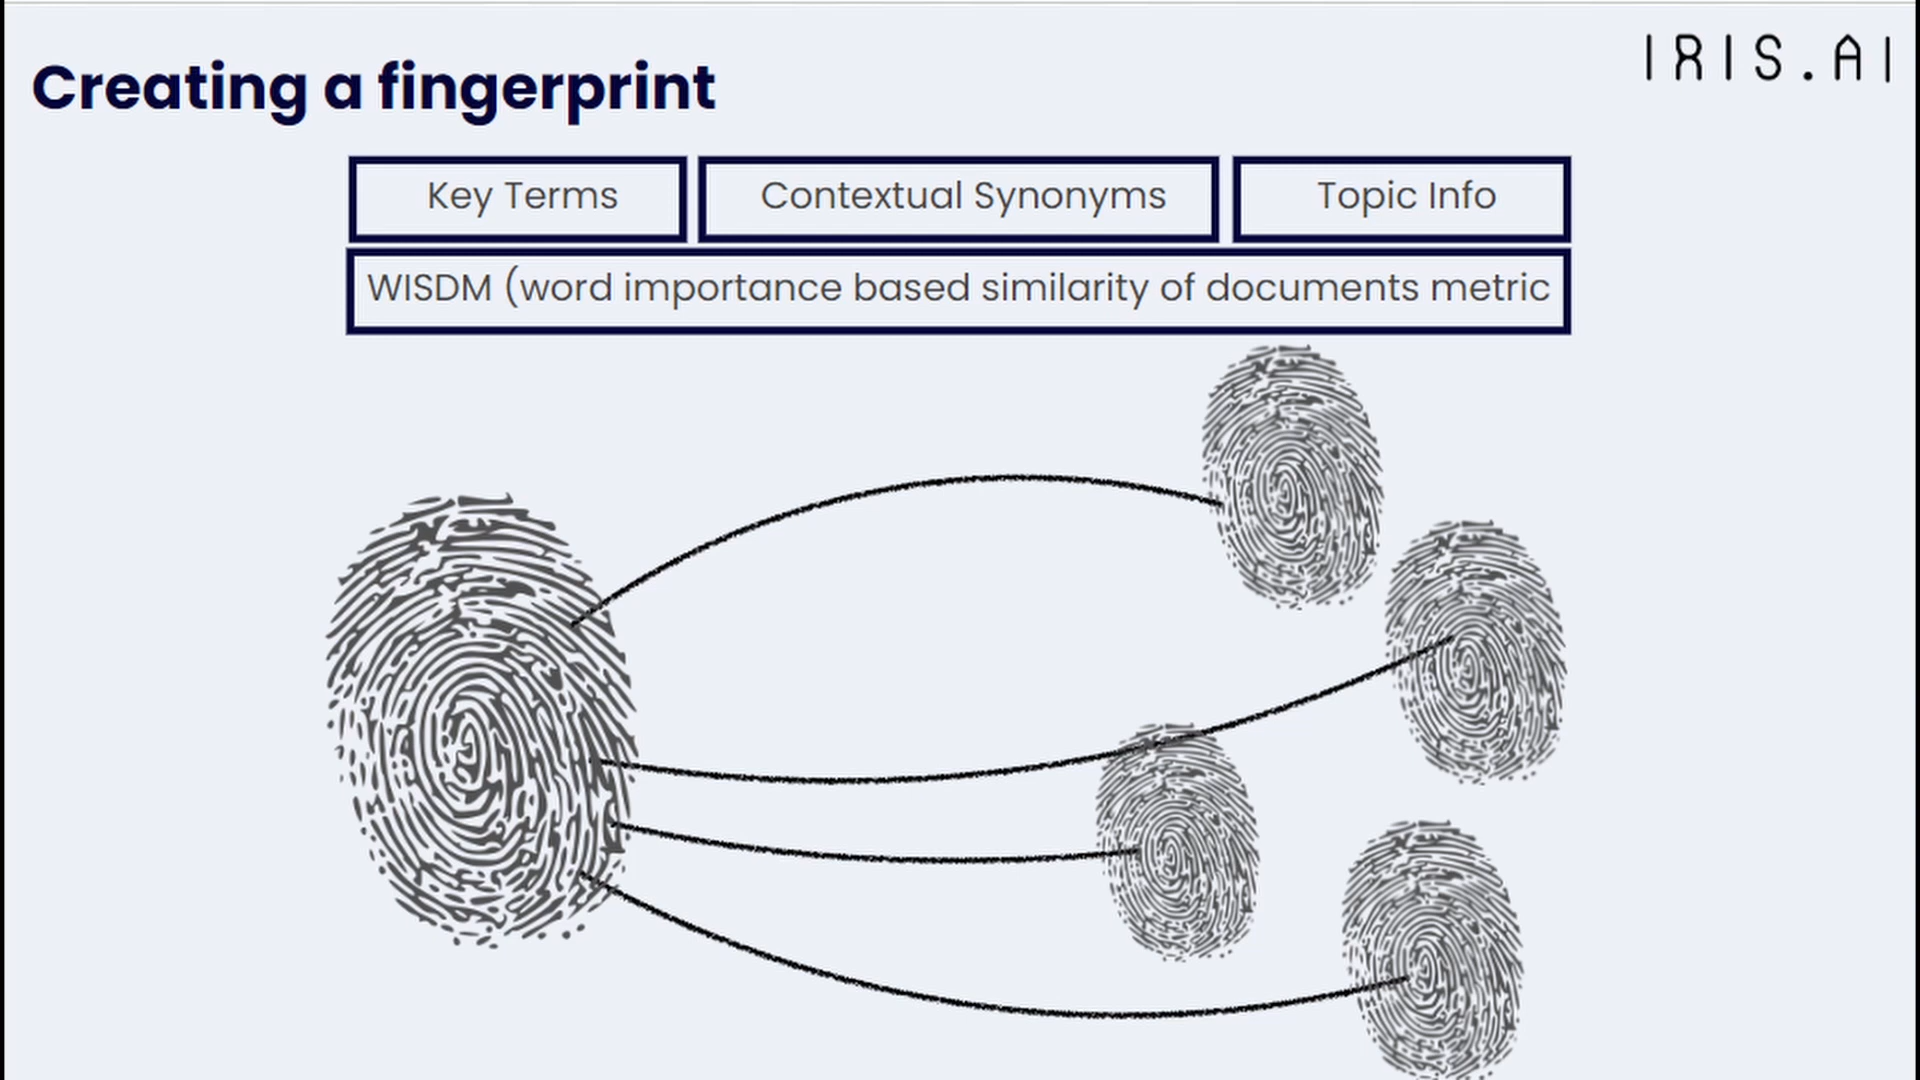 IRIS.AI
Creating a fingerprint
Key Terms
Contextual Synonyms
Topic Info
WISDM (word importance based similarity of documents metric